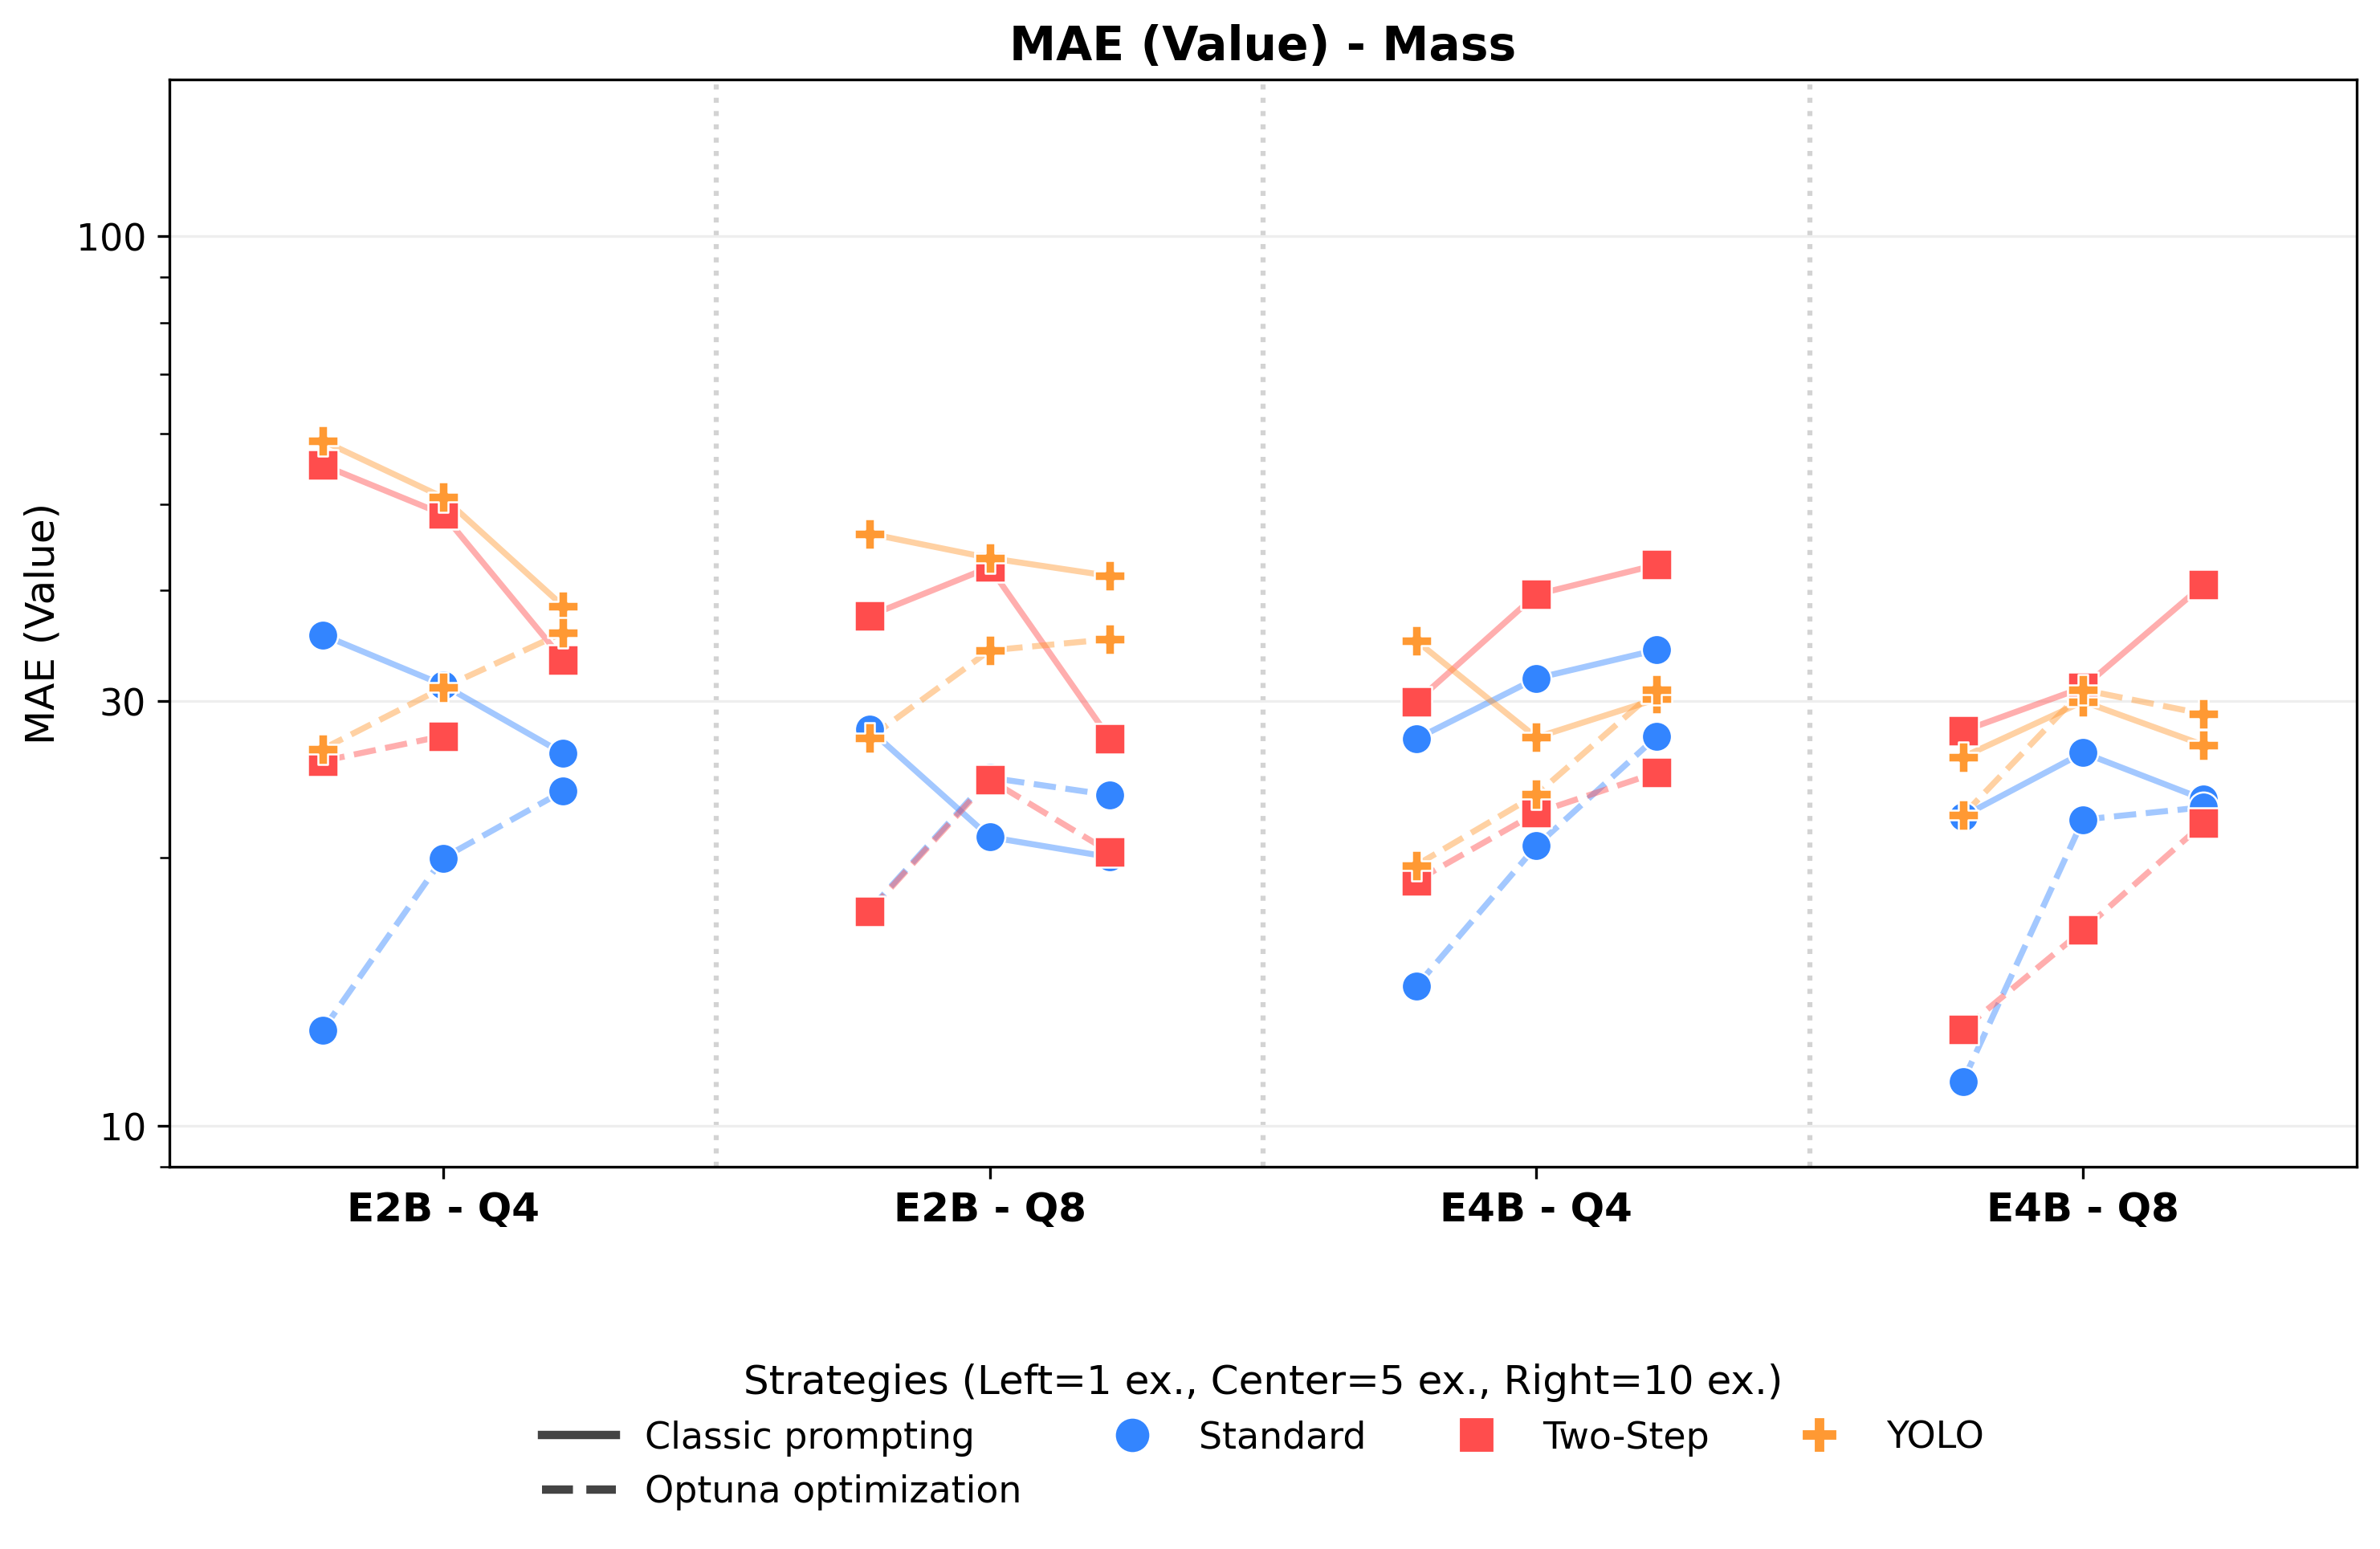 MAE (Value) - Mass
MAE (Value)
100
30
10
E2B - Q4
E2B - Q8
E4B - Q4
E4B - Q8
Strategies (Left=1 ex., Center=5 ex., Right=10 ex.)
Classic prompting
Optuna optimization
Standard
Two-Step
YOLO